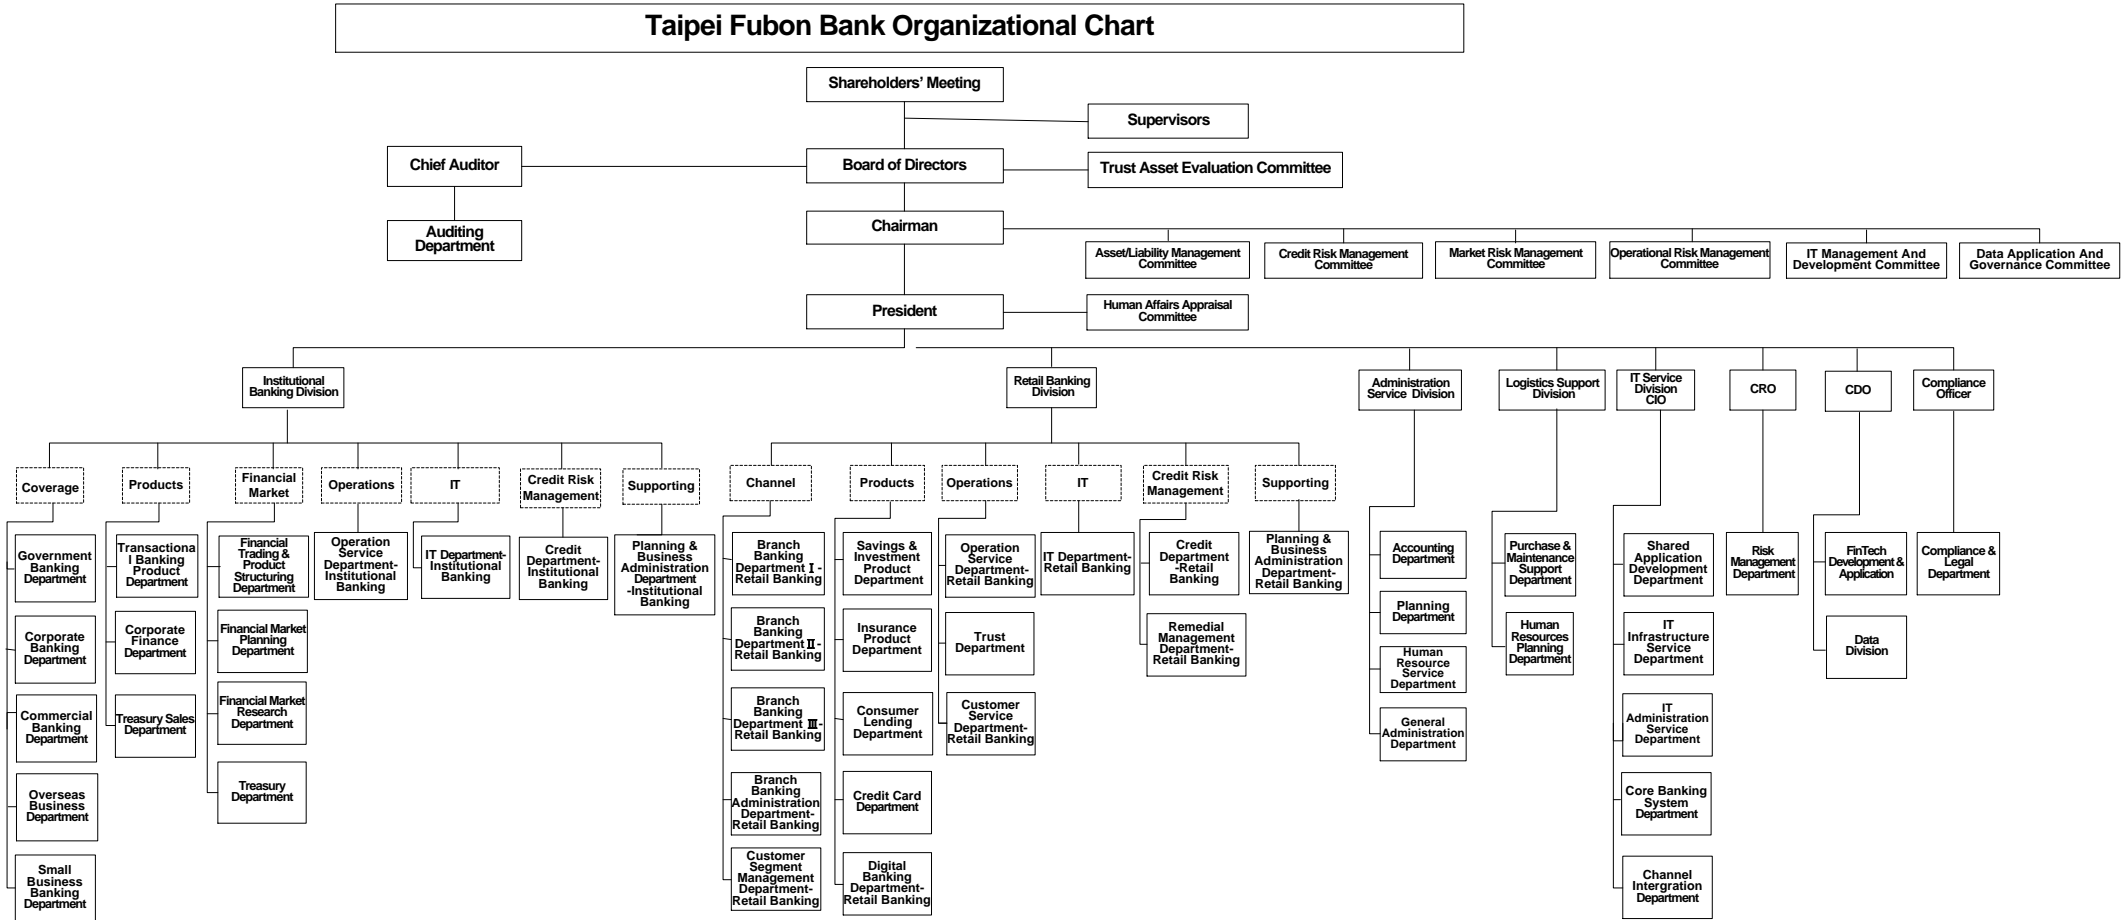 Taipei Fubon Bank Organizational Chart
Shareholders’ Meeting
Supervisors
Chief Auditor
Board of Directors
Trust Asset Evaluation Committee
Auditing
Department
Chairman
Asset/Liability Management
Committee
Credit Risk Management
Committee
Market Risk Management
Committee
Operational Risk Management
Committee
IT Management And
Development Committee
Data Application And
Governance Committee
President
Human Affairs Appraisal
Committee
Institutional
Banking Division
Retail Banking
Division
Administration
Service Division
Logistics Support
Division
IT Service
Division
CIO
CRO
CDO
Compliance
Officer
Coverage
Products
Financial
Market
Operations
IT
Credit Risk
Management
Supporting
Channel
Products
Operations
IT
Credit Risk
Management
Supporting
Government
Banking
Department
Corporate
Banking
Department
Commercial
Banking
Department
Overseas
Business
Department
Small
Business
Banking
Department
Transactiona
l Banking
Product
Department
Corporate
Finance
Department
Treasury Sales
Department
Financial
Trading &
Product
Structuring
Department
Financial Market
Planning
Department
Financial Market
Research
Department
Treasury
Department
Operation
Service
Department-
Institutional
Banking
IT Department-
Institutional
Banking
Credit
Department-
Institutional
Banking
Planning &
Business
Administration
Department
-Institutional
Banking
Branch
Banking
Department Ⅰ-
Retail Banking
Branch
Banking
Department Ⅱ-
Retail Banking
Branch
Banking
Department Ⅲ-
Retail Banking
Branch
Banking
Administration
Department-
Retail Banking
Customer
Segment
Management
Department-
Retail Banking
Savings &
Investment
Product
Department
Insurance
Product
Department
Consumer
Lending
Department
Credit Card
Department
Digital
Banking
Department-
Retail Banking
Operation
Service
Department-
Retail Banking
Trust
Department
Customer
Service
Department-
Retail Banking
IT Department-
Retail Banking
Credit
Department
-Retail
Banking
Remedial
Management
Department-
Retail Banking
Planning &
Business
Administration
Department-
Retail Banking
Accounting
Department
Planning
Department
Human
Resource
Service
Department
General
Administration
Department
Purchase &
Maintenance
Support
Department
Human
Resources
Planning
Department
Shared
Application
Development
Department
IT
Infrastructure
Service
Department
IT
Administration
Service
Department
Core Banking
System
Department
Channel
Intergration
Department
Risk
Management
Department
FinTech
Development &
Application
Data
Division
Compliance &
Legal
Department